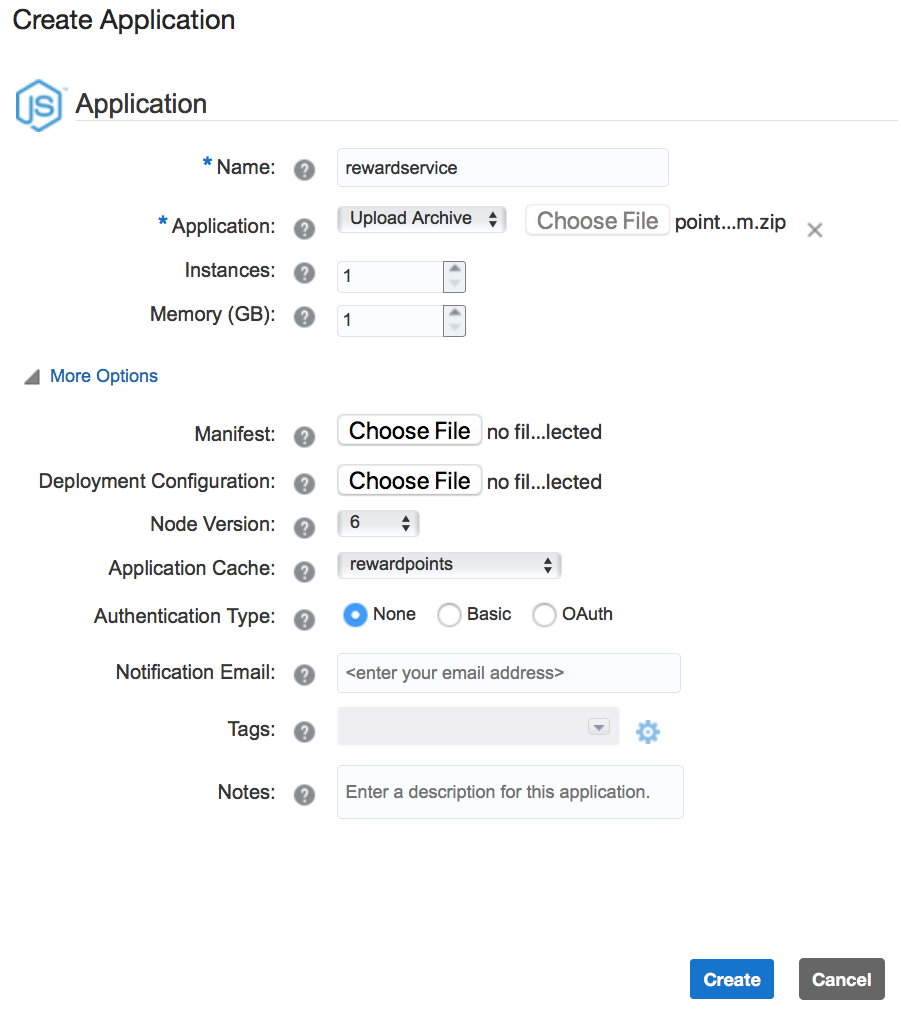 Create Application
JS Application
* Name: ? rewardservice
* Application: ? Upload Archive Choose File point...m.zip
Instances: ? 1
Memory (GB): ? 1
More Options
Manifest: ? Choose File no fil...lected
Deployment Configuration: ? Choose File no fil...lected
Node Version: ? 6
Application Cache: ? rewardpoints
Authentication Type: ? None Basic OAuth
Notification Email: ? <enter your email address>
Tags: ?
Notes: ? Enter a description for this application.
Create Cancel